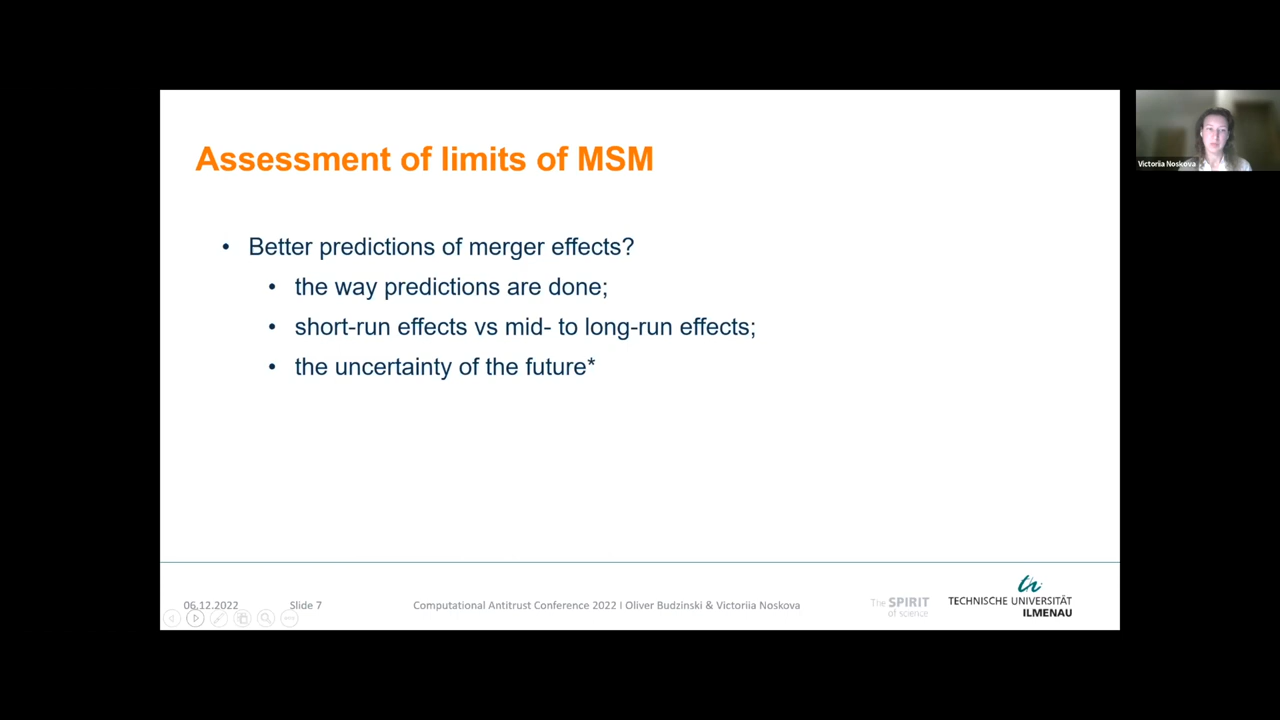 Assessment of limits of MSM
• Better predictions of merger effects?
• the way predictions are done;
• short-run effects vs mid- to long-run effects;
• the uncertainty of the future*
06.12.2022
Slide 7
Computational Antitrust Conference 2022 I Oliver Budzinski & Victoriia Noskova
The SPIRIT
of science
TECHNISCHE UNIVERSITÄT
ILMENAU
Victoriia Noskova